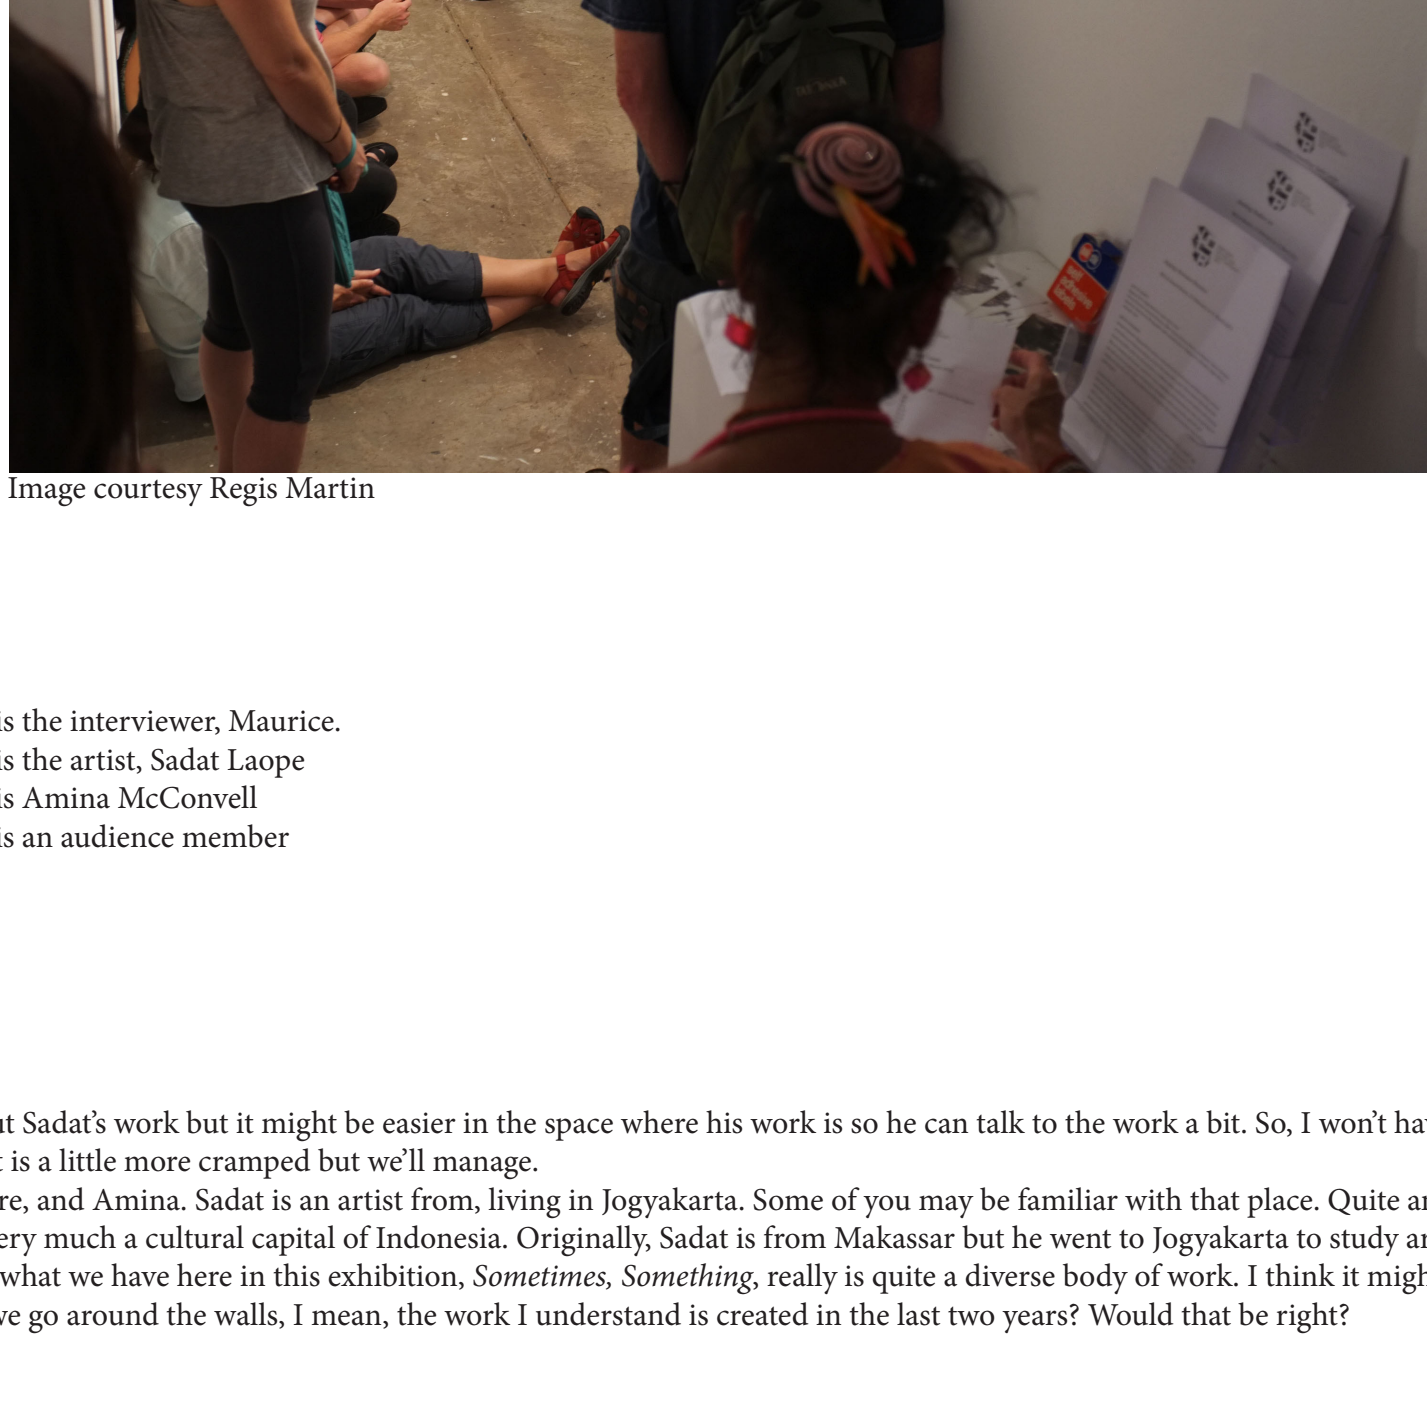 self
adhesive
labels
Image courtesy Regis Martin
is the interviewer, Maurice.
is the artist, Sadat Laope
is Amina McConvell
is an audience member
Sadat’s work but it might be easier in the space where his work is so he can talk to the work a bit. So, I won’t
is a little more cramped but we’ll manage.
and Amina. Sadat is an artist from, living in Jogyakarta. Some of you may be familiar with that place. Quite
much a cultural capital of Indonesia. Originally, Sadat is from Makassar but he went to Jogyakarta to study
what we have here in this exhibition, Sometimes, Something, really is quite a diverse body of work. I think it
go around the walls, I mean, the work I understand is created in the last two years? Would that be right?